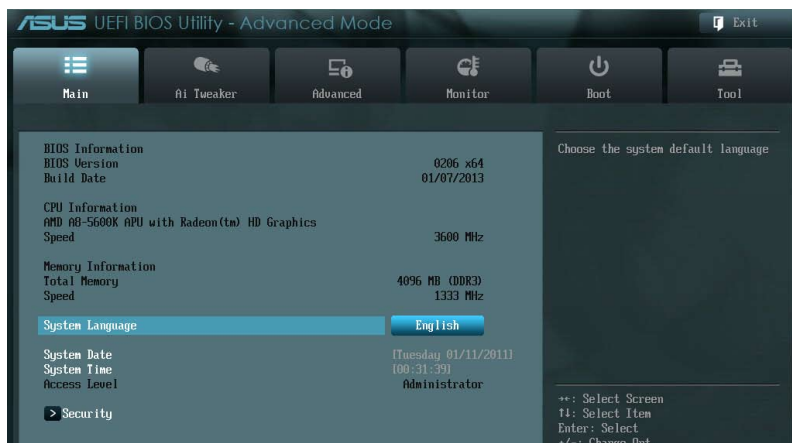 ASUS UEFI BIOS Utility - Advanced Mode
Exit
Main
Ai Tweaker
Advanced
Monitor
Boot
Tool
BIOS Information
BIOS Version 0206 x64
Build Date 01/07/2013
CPU Information
AMD A8-5600K APU with Radeon(tm) HD Graphics
Speed 3600 MHz
Memory Information
Total Memory 4096 MB (DDR3)
Speed 1333 MHz
System Language English
System Date [Tuesday 01/11/2011]
System Time [00:31:39]
Access Level Administrator
> Security
Choose the system default language
→←: Select Screen
↑↓: Select Item
Enter: Select
+/-: Change Opt